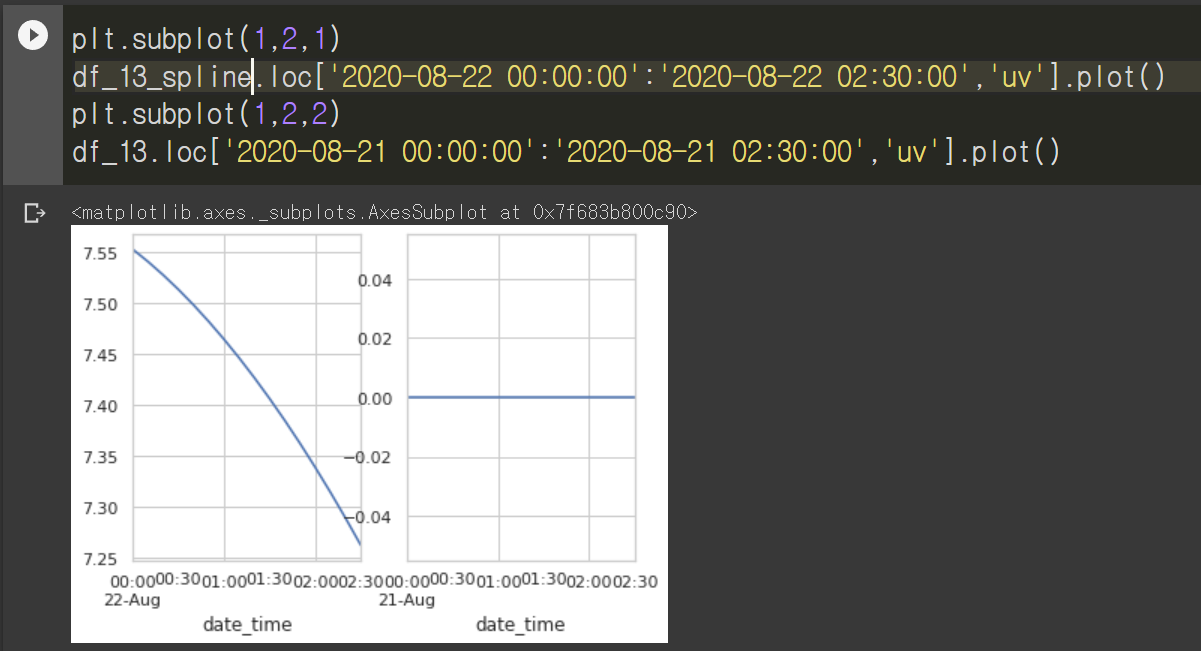 plt.subplot(1,2,1)
df_13_spline.loc['2020-08-22 00:00:00':'2020-08-22 02:30:00','uv'].plot()
plt.subplot(1,2,2)
df_13.loc['2020-08-21 00:00:00':'2020-08-21 02:30:00','uv'].plot()
<matplotlib.axes._subplots.AxesSubplot at 0x7f683b800c90>
7.55
7.50
7.45
7.40
7.35
7.30
7.25
00:00 00:30 01:00 01:30 02:00 02:30
22-Aug
date_time
0.04
0.02
0.00
−0.02
−0.04
00:00 00:30 01:00 01:30 02:00 02:30
21-Aug
date_time